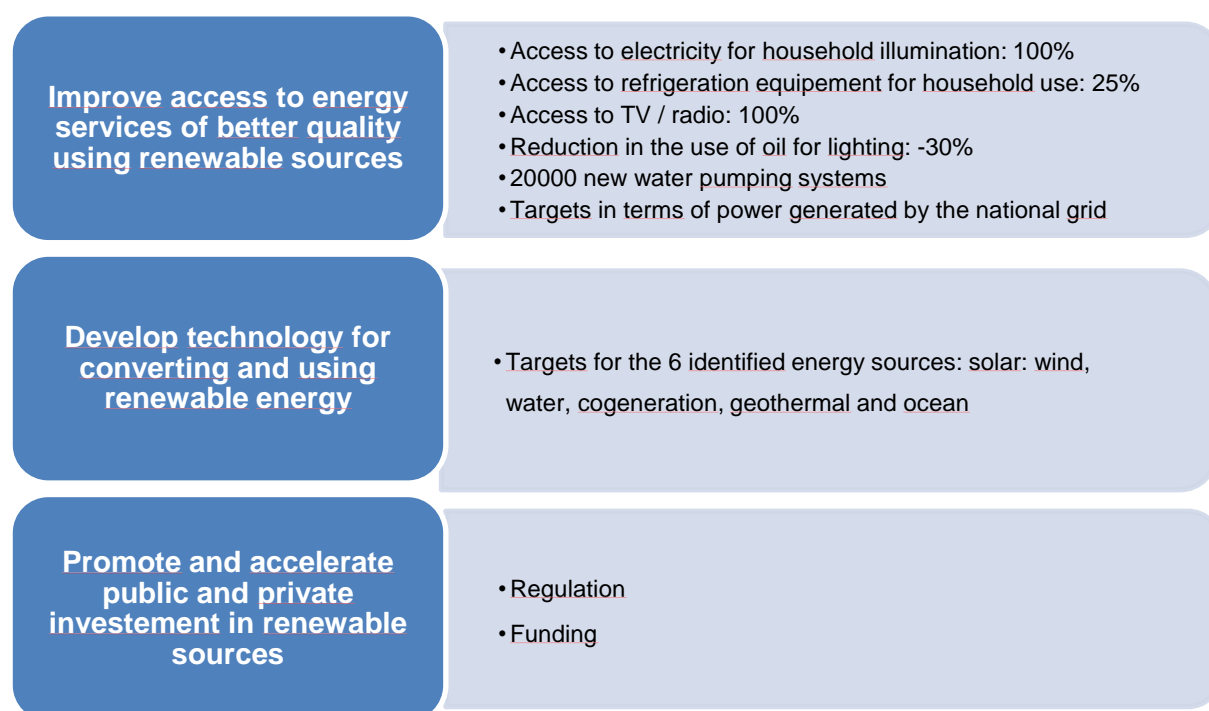 Improve access to energy
services of better quality
using renewable sources
• Access to electricity for household illumination: 100%
• Access to refrigeration equipement for household use: 25%
• Access to TV / radio: 100%
• Reduction in the use of oil for lighting: -30%
• 20000 new water pumping systems
• Targets in terms of power generated by the national grid
Develop technology for
converting and using
renewable energy
• Targets for the 6 identified energy sources: solar: wind,
water, cogeneration, geothermal and ocean
Promote and accelerate
public and private
investement in renewable
sources
• Regulation
• Funding